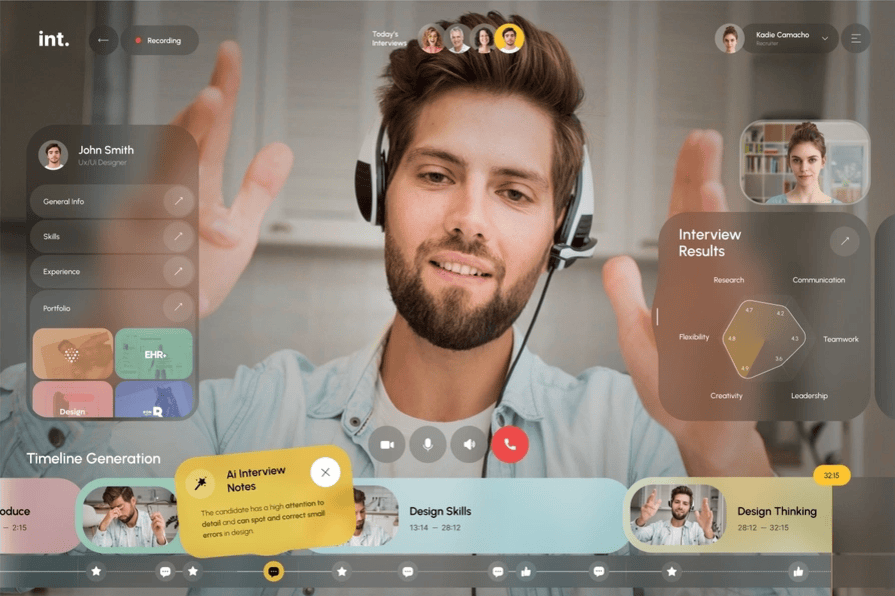 int.
Recording
Today's
Interviews
Kadie Camacho
Recruiter
John Smith
Ux/UI Designer
General Info
Skills
Experience
Portfolio
EHR
Design
R
Interview
Results
Research
Communication
4.7
4.2
Flexibility
4.8
4.3
Teamwork
4.9
3.6
Creativity
Leadership
Timeline Generation
32:15
Ai Interview
Notes
The candidate has a high attention to
detail and can spot and correct small
errors in design.
oduce
— 2:15
Design Skills
13:14 — 28:12
Design Thinking
28:12 — 32:15